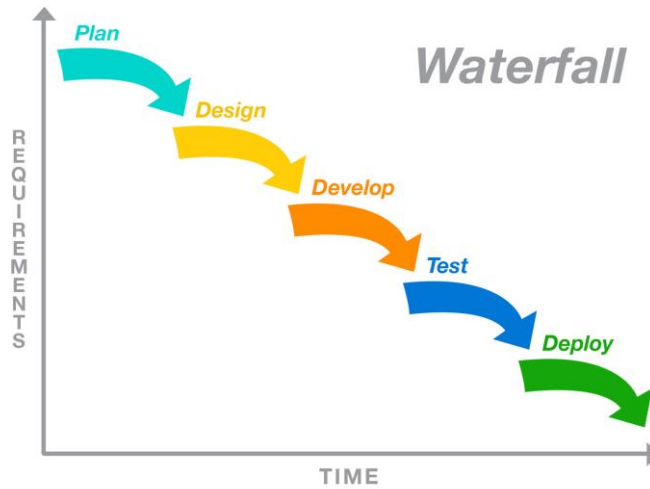 Plan
Waterfall
Design
Develop
Test
Deploy
REQUIREMENTS
TIME